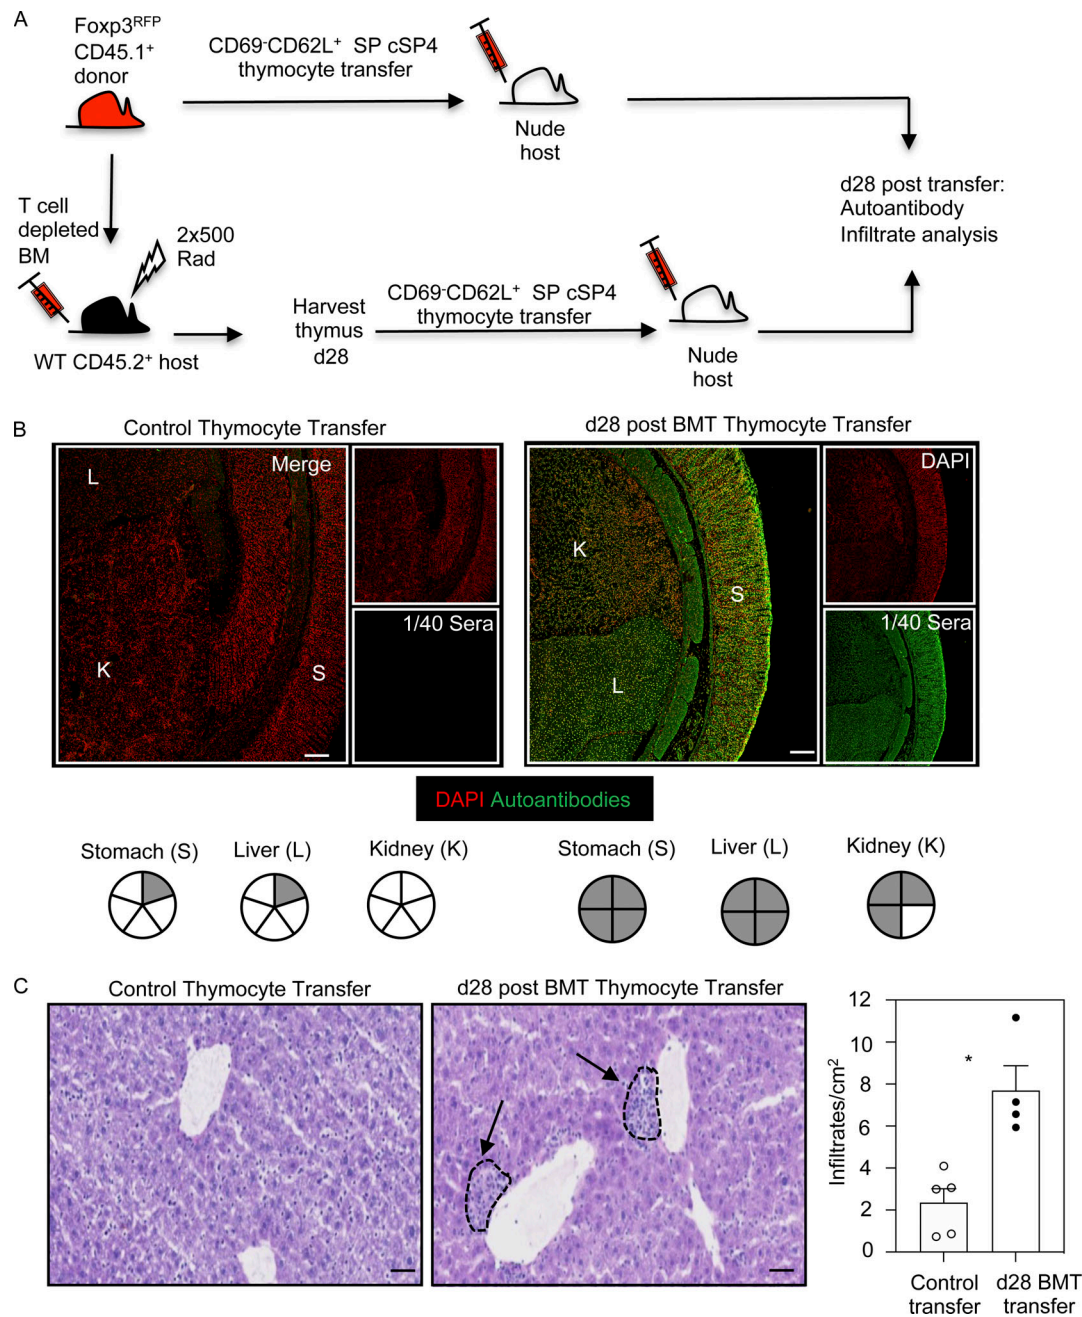 A
Foxp3RFP
CD45.1+
donor
CD69-CD62L+ SP cSP4
thymocyte transfer
Nude
host
T cell
depleted
BM
2x500
Rad
WT CD45.2+ host
Harvest
thymus
d28
CD69-CD62L+ SP cSP4
thymocyte transfer
Nude
host
d28 post transfer:
Autoantibody
Infiltrate analysis
B
Control Thymocyte Transfer
d28 post BMT Thymocyte Transfer
L
Merge
K
S
1/40 Sera
K
S
L
DAPI
1/40 Sera
DAPI Autoantibodies
Stomach (S)
Liver (L)
Kidney (K)
Stomach (S)
Liver (L)
Kidney (K)
C
Control Thymocyte Transfer
d28 post BMT Thymocyte Transfer
Infiltrates/cm2
12
10
8
6
4
2
0
*
Control
transfer
d28 BMT
transfer